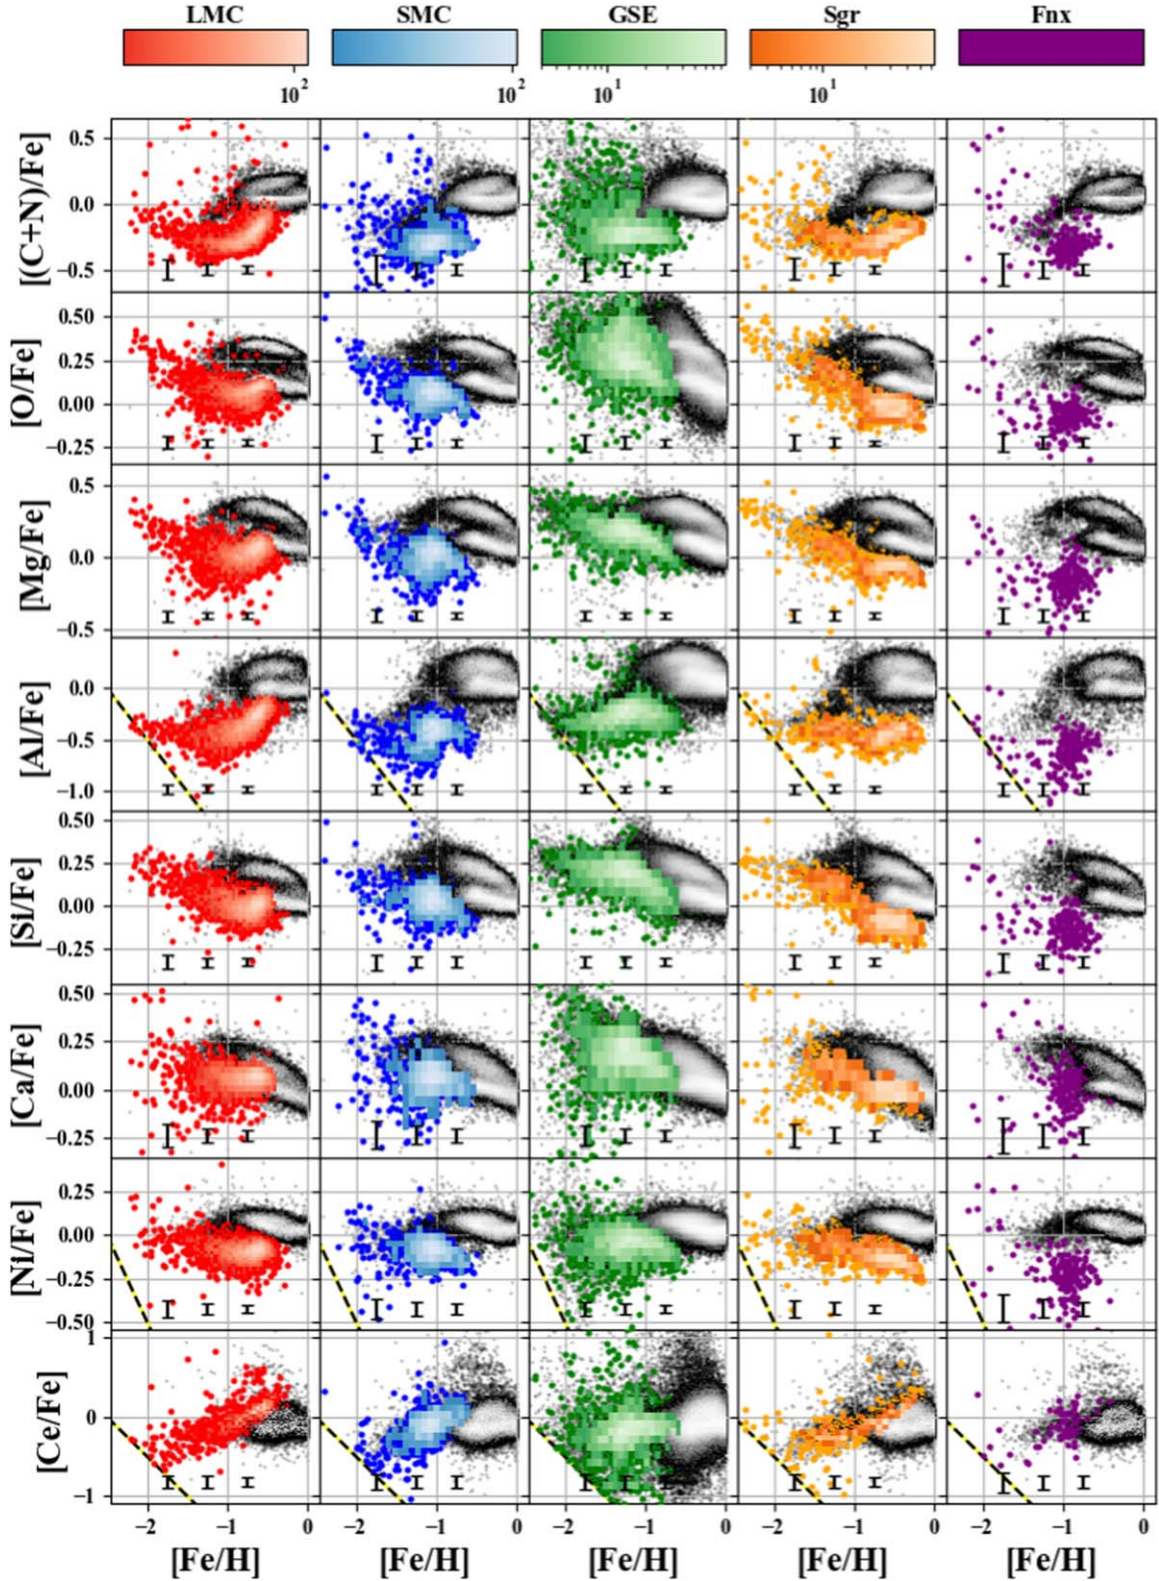 LMC SMC GSE Sgr Fnx
10² 10² 10¹ 10¹
[(C+N)/Fe]
0.5
0.0
−0.5
[O/Fe]
0.50
0.25
0.00
−0.25
[Mg/Fe]
0.5
0.0
−0.5
[Al/Fe]
0.0
−0.5
−1.0
[Si/Fe]
0.50
0.25
0.00
−0.25
[Ca/Fe]
0.50
0.25
0.00
−0.25
[Ni/Fe]
0.25
0.00
−0.25
−0.50
[Ce/Fe]
1
0
−1
−2 −1 0 −2 −1 0 −2 −1 0 −2 −1 0 −2 −1 0
[Fe/H] [Fe/H] [Fe/H] [Fe/H] [Fe/H]